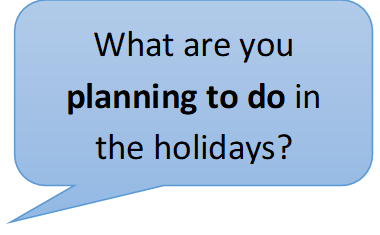 What are you
planning to do in
the holidays?